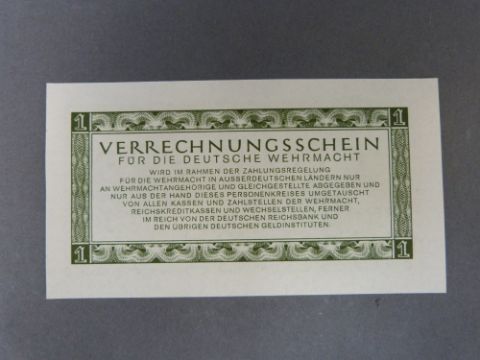 1 1
VERRECHNUNGSSCHEIN
FÜR DIE DEUTSCHE WEHRMACHT
WIRD IM RAHMEN DER ZAHLUNGSREGELUNG
FÜR DIE WEHRMACHT IN AUSSERDEUTSCHEN LÄNDERN NUR
AN WEHRMACHTANGEHÖRIGE UND GLEICHGESTELLTE ABGEGEBEN UND
NUR AUS DER HAND DIESES PERSONENKREISES UMGETAUSCHT
VON ALLEN KASSEN UND ZAHLSTELLEN DER WEHRMACHT,
REICHSKREDITKASSEN UND WECHSELSTELLEN, FERNER
IM REICH VON DER DEUTSCHEN REICHSBANK UND
DEN ÜBRIGEN DEUTSCHEN GELDINSTITUTEN.
1 1